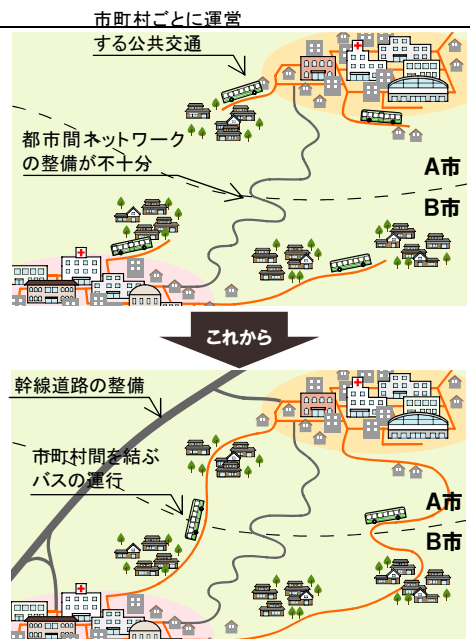 市町村ごとに運営
する公共交通
都市間ネットワーク
の整備が不十分
A市
B市
これから
幹線道路の整備
市町村間を結ぶ
バスの運行
A市
B市